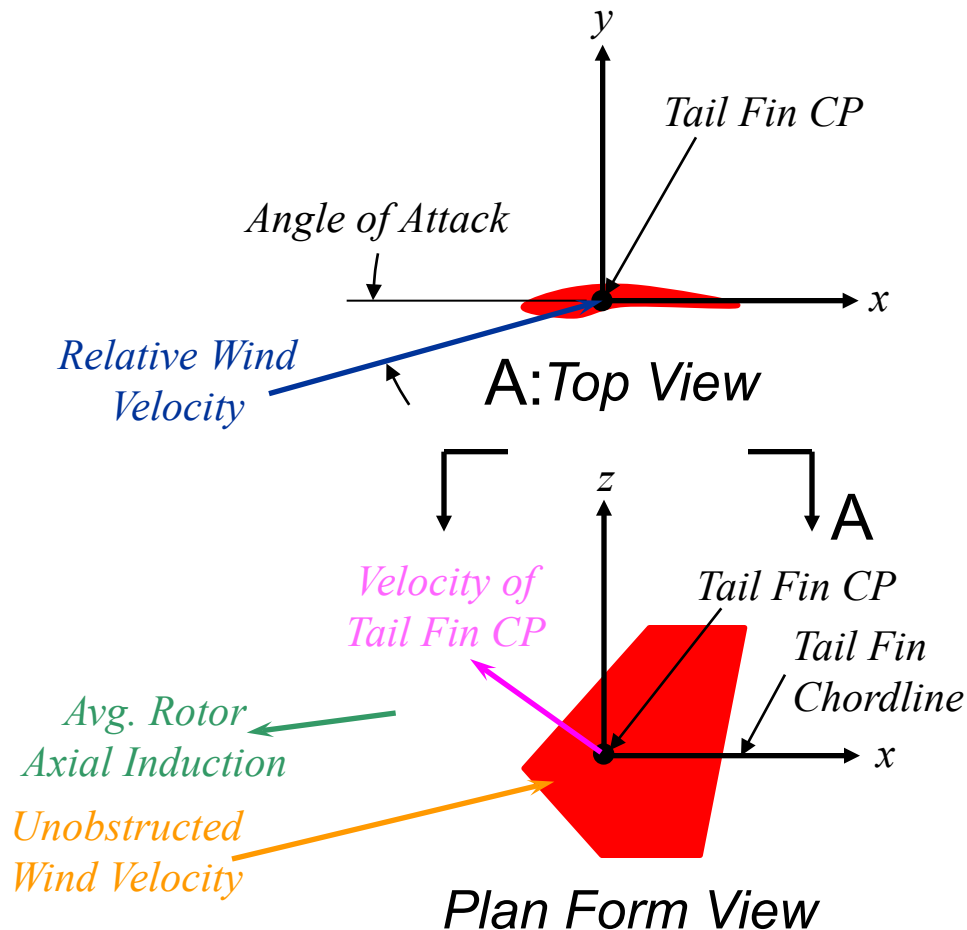 y
Tail Fin CP
Angle of Attack
x
Relative Wind
Velocity
A:Top View
z
A
Velocity of
Tail Fin CP
Tail Fin CP
Tail Fin
Chordline
Avg. Rotor
Axial Induction
x
Unobstructed
Wind Velocity
Plan Form View